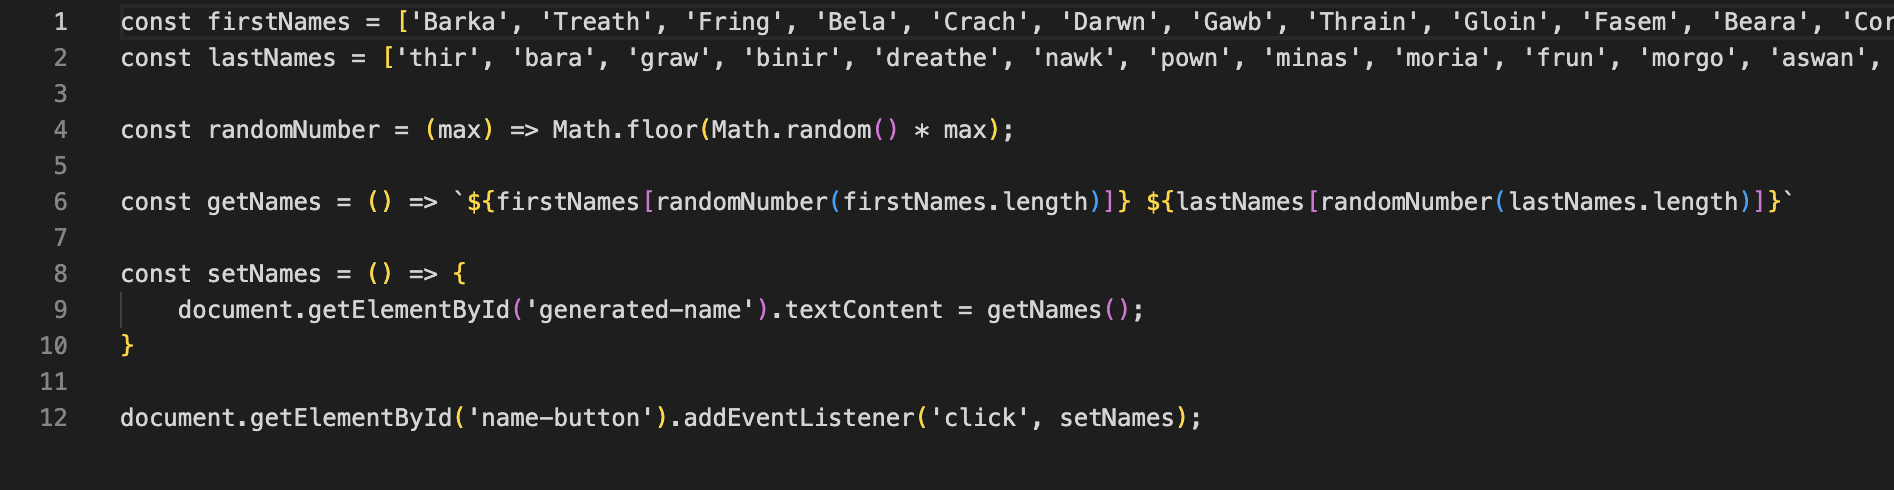 1 const firstNames = ['Barka', 'Treath', 'Fring', 'Bela', 'Crach', 'Darwn', 'Gawb', 'Thrain', 'Gloin', 'Fasem', 'Beara', 'Cor
2 const lastNames = ['thir', 'bara', 'graw', 'binir', 'dreathe', 'nawk', 'pown', 'minas', 'moria', 'frun', 'morgo', 'aswan',
3
4 const randomNumber = (max) => Math.floor(Math.random() * max);
5
6 const getNames = () => `${firstNames[randomNumber(firstNames.length)]} ${lastNames[randomNumber(lastNames.length)]}`
7
8 const setNames = () => {
9     document.getElementById('generated-name').textContent = getNames();
10 }
11
12 document.getElementById('name-button').addEventListener('click', setNames);